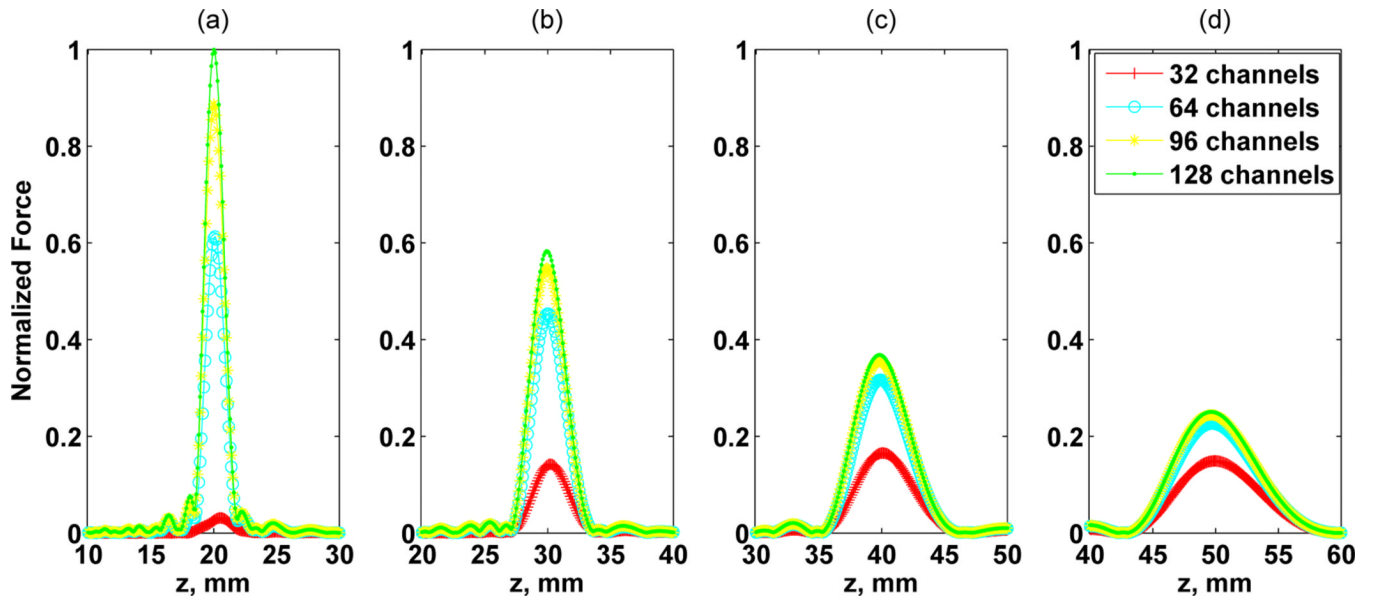 (a)
(b)
(c)
(d)
Normalized Force
1
0.8
0.6
0.4
0.2
0
10 15 20 25 30
z, mm
1
0.8
0.6
0.4
0.2
0
20 25 30 35 40
z, mm
1
0.8
0.6
0.4
0.2
0
30 35 40 45 50
z, mm
1
0.8
0.6
0.4
0.2
0
40 45 50 55 60
z, mm
32 channels
64 channels
96 channels
128 channels